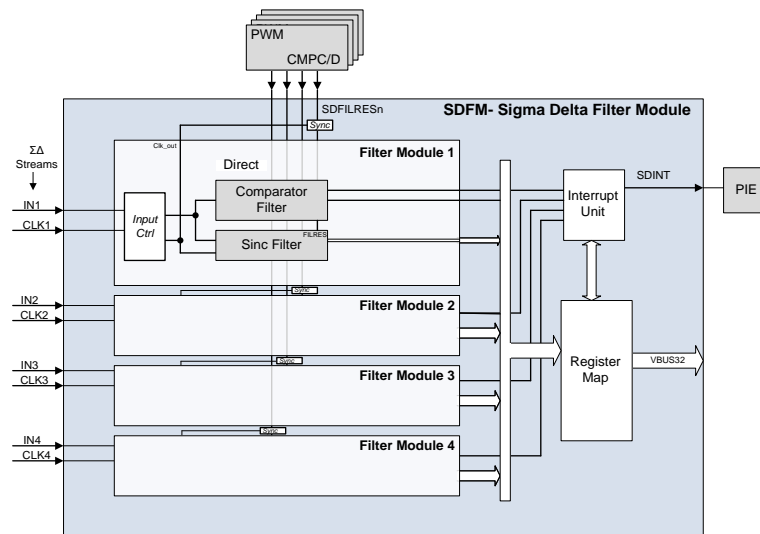 PWM
CMPC/D
SDFILRESn
SDFM- Sigma Delta Filter Module
Sync
Clk_out
Filter Module 1
ΣΔ
Streams
Direct
Comparator
Filter
SDINT
Interrupt
Unit
PIE
IN1
Input
Ctrl
CLK1
FILRES
Sinc Filter
Sync
IN2
Filter Module 2
CLK2
Sync
IN3
Filter Module 3
CLK3
Register
Map
VBUS32
Sync
IN4
Filter Module 4
CLK4